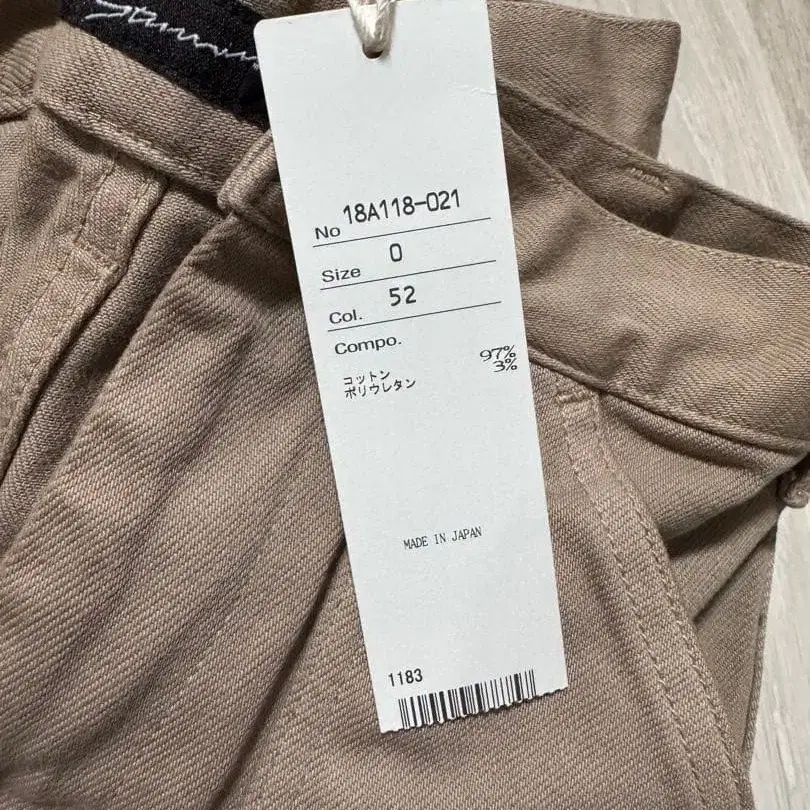 No 18A118-021
Size 0
Col. 52
Compo.
コットン 97%
ポリウレタン 3%
MADE IN JAPAN
1183